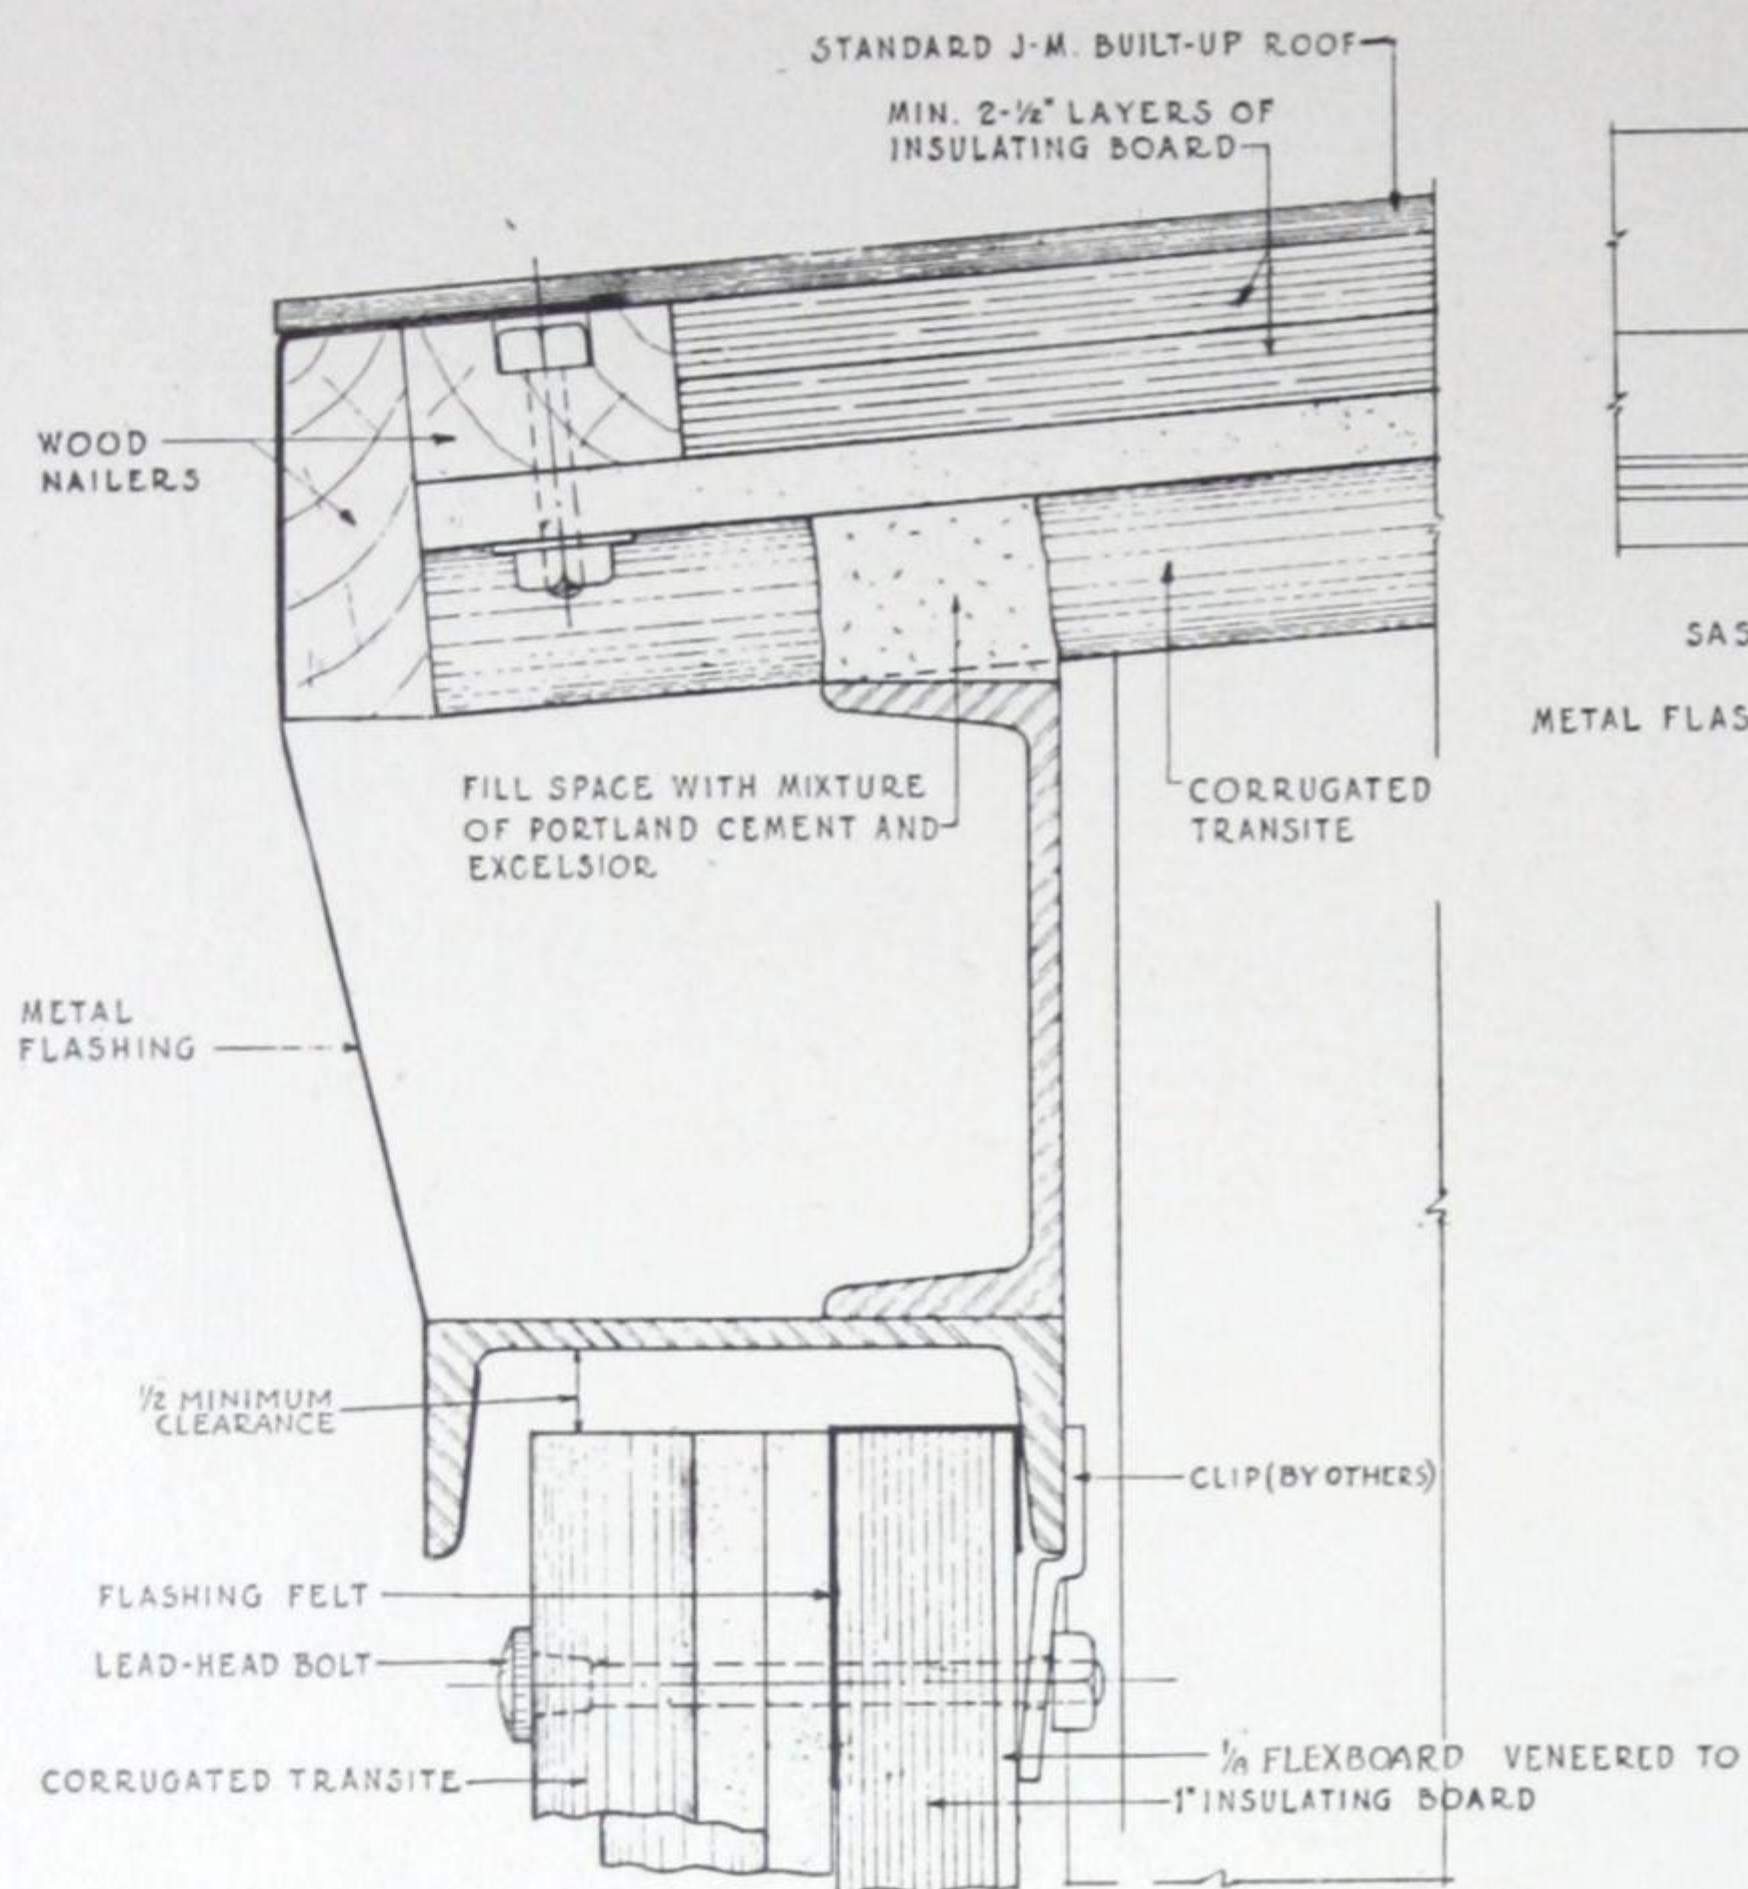 STANDARD J-M. BUILT-UP ROOF
MIN. 2-½" LAYERS OF
INSULATING BOARD
WOOD
NAILERS
SAS
METAL FLAS
FILL SPACE WITH MIXTURE
OF PORTLAND CEMENT AND
EXCELSIOR
CORRUGATED
TRANSITE
METAL
FLASHING
½ MINIMUM
CLEARANCE
CLIP (BY OTHERS)
FLASHING FELT
LEAD-HEAD BOLT
CORRUGATED TRANSITE
FLEXBOARD VENEERED TO
1" INSULATING BOARD